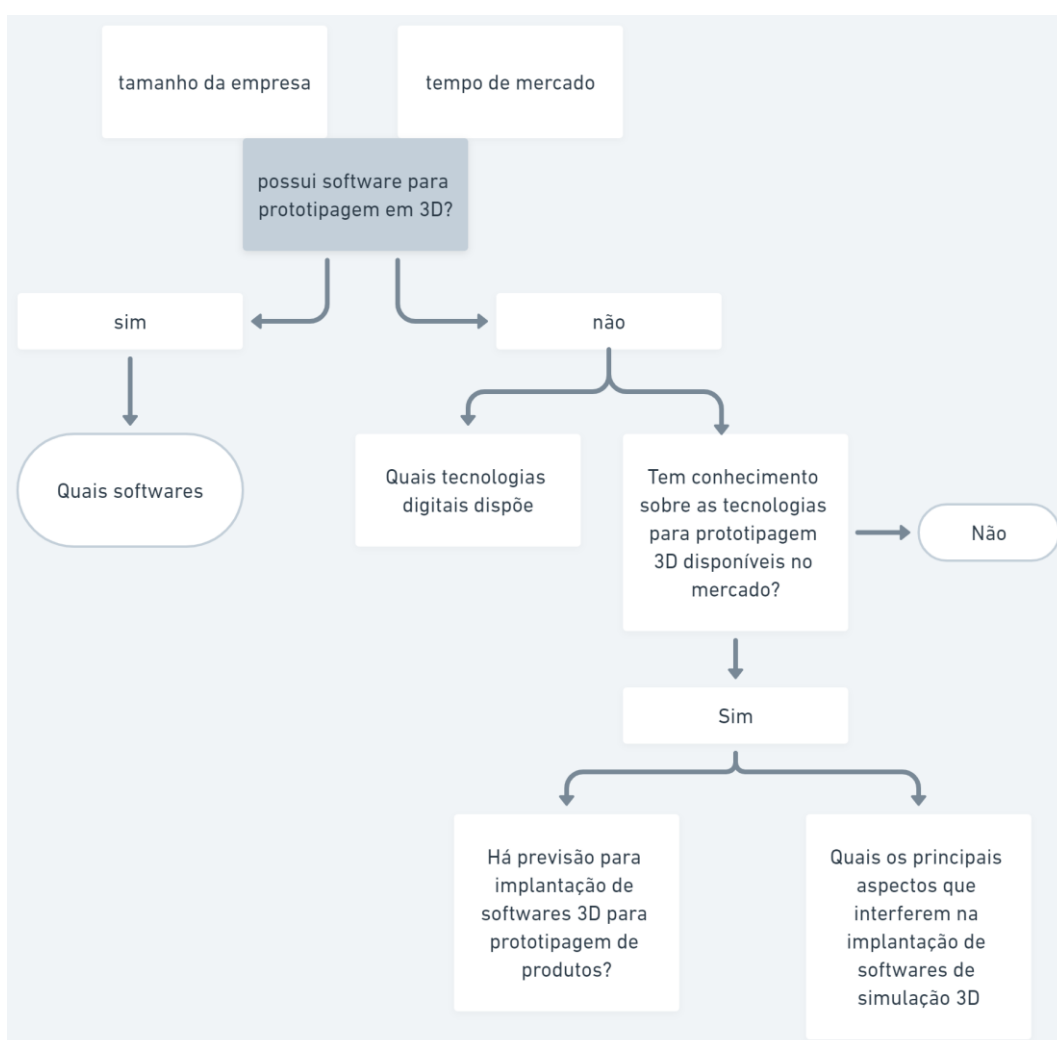 tamanho da empresa
tempo de mercado
possui software para
prototipagem em 3D?
sim
não
Quais softwares
Quais tecnologias
digitais dispõe
Tem conhecimento
sobre as tecnologias
para prototipagem
3D disponíveis no
mercado?
Não
Sim
Há previsão para
implantação de
softwares 3D para
prototipagem de
produtos?
Quais os principais
aspectos que
interferem na
implantação de
softwares de
simulação 3D